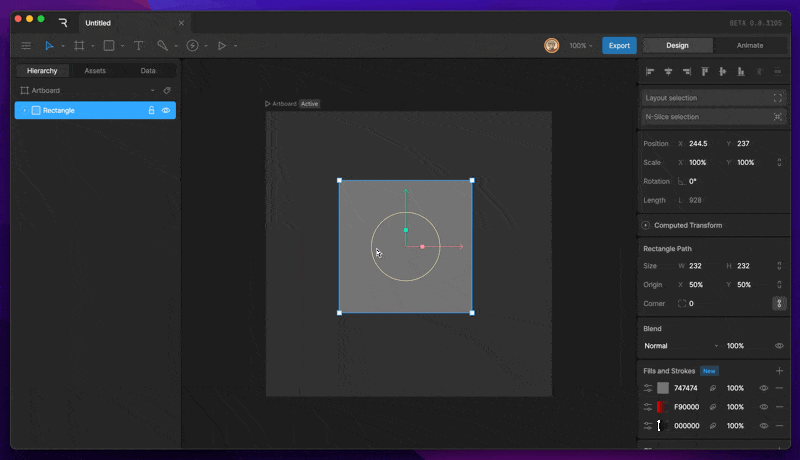 Untitled
BETA 0.8.3105
100%
Export
Design
Animate
Hierarchy
Assets
Data
Artboard
Rectangle
ArtBoard
Active
Layout selection
N-Slice selection
Position X 244.5 Y 237
Scale X 100% Y 100%
Rotation 0°
Length L 928
Computed Transform
Rectangle Path
Size W 232 H 232
Origin X 50% Y 50%
Corner 0
Blend
Normal 100%
Fills and Strokes New
747474 100%
F90000 100%
000000 100%